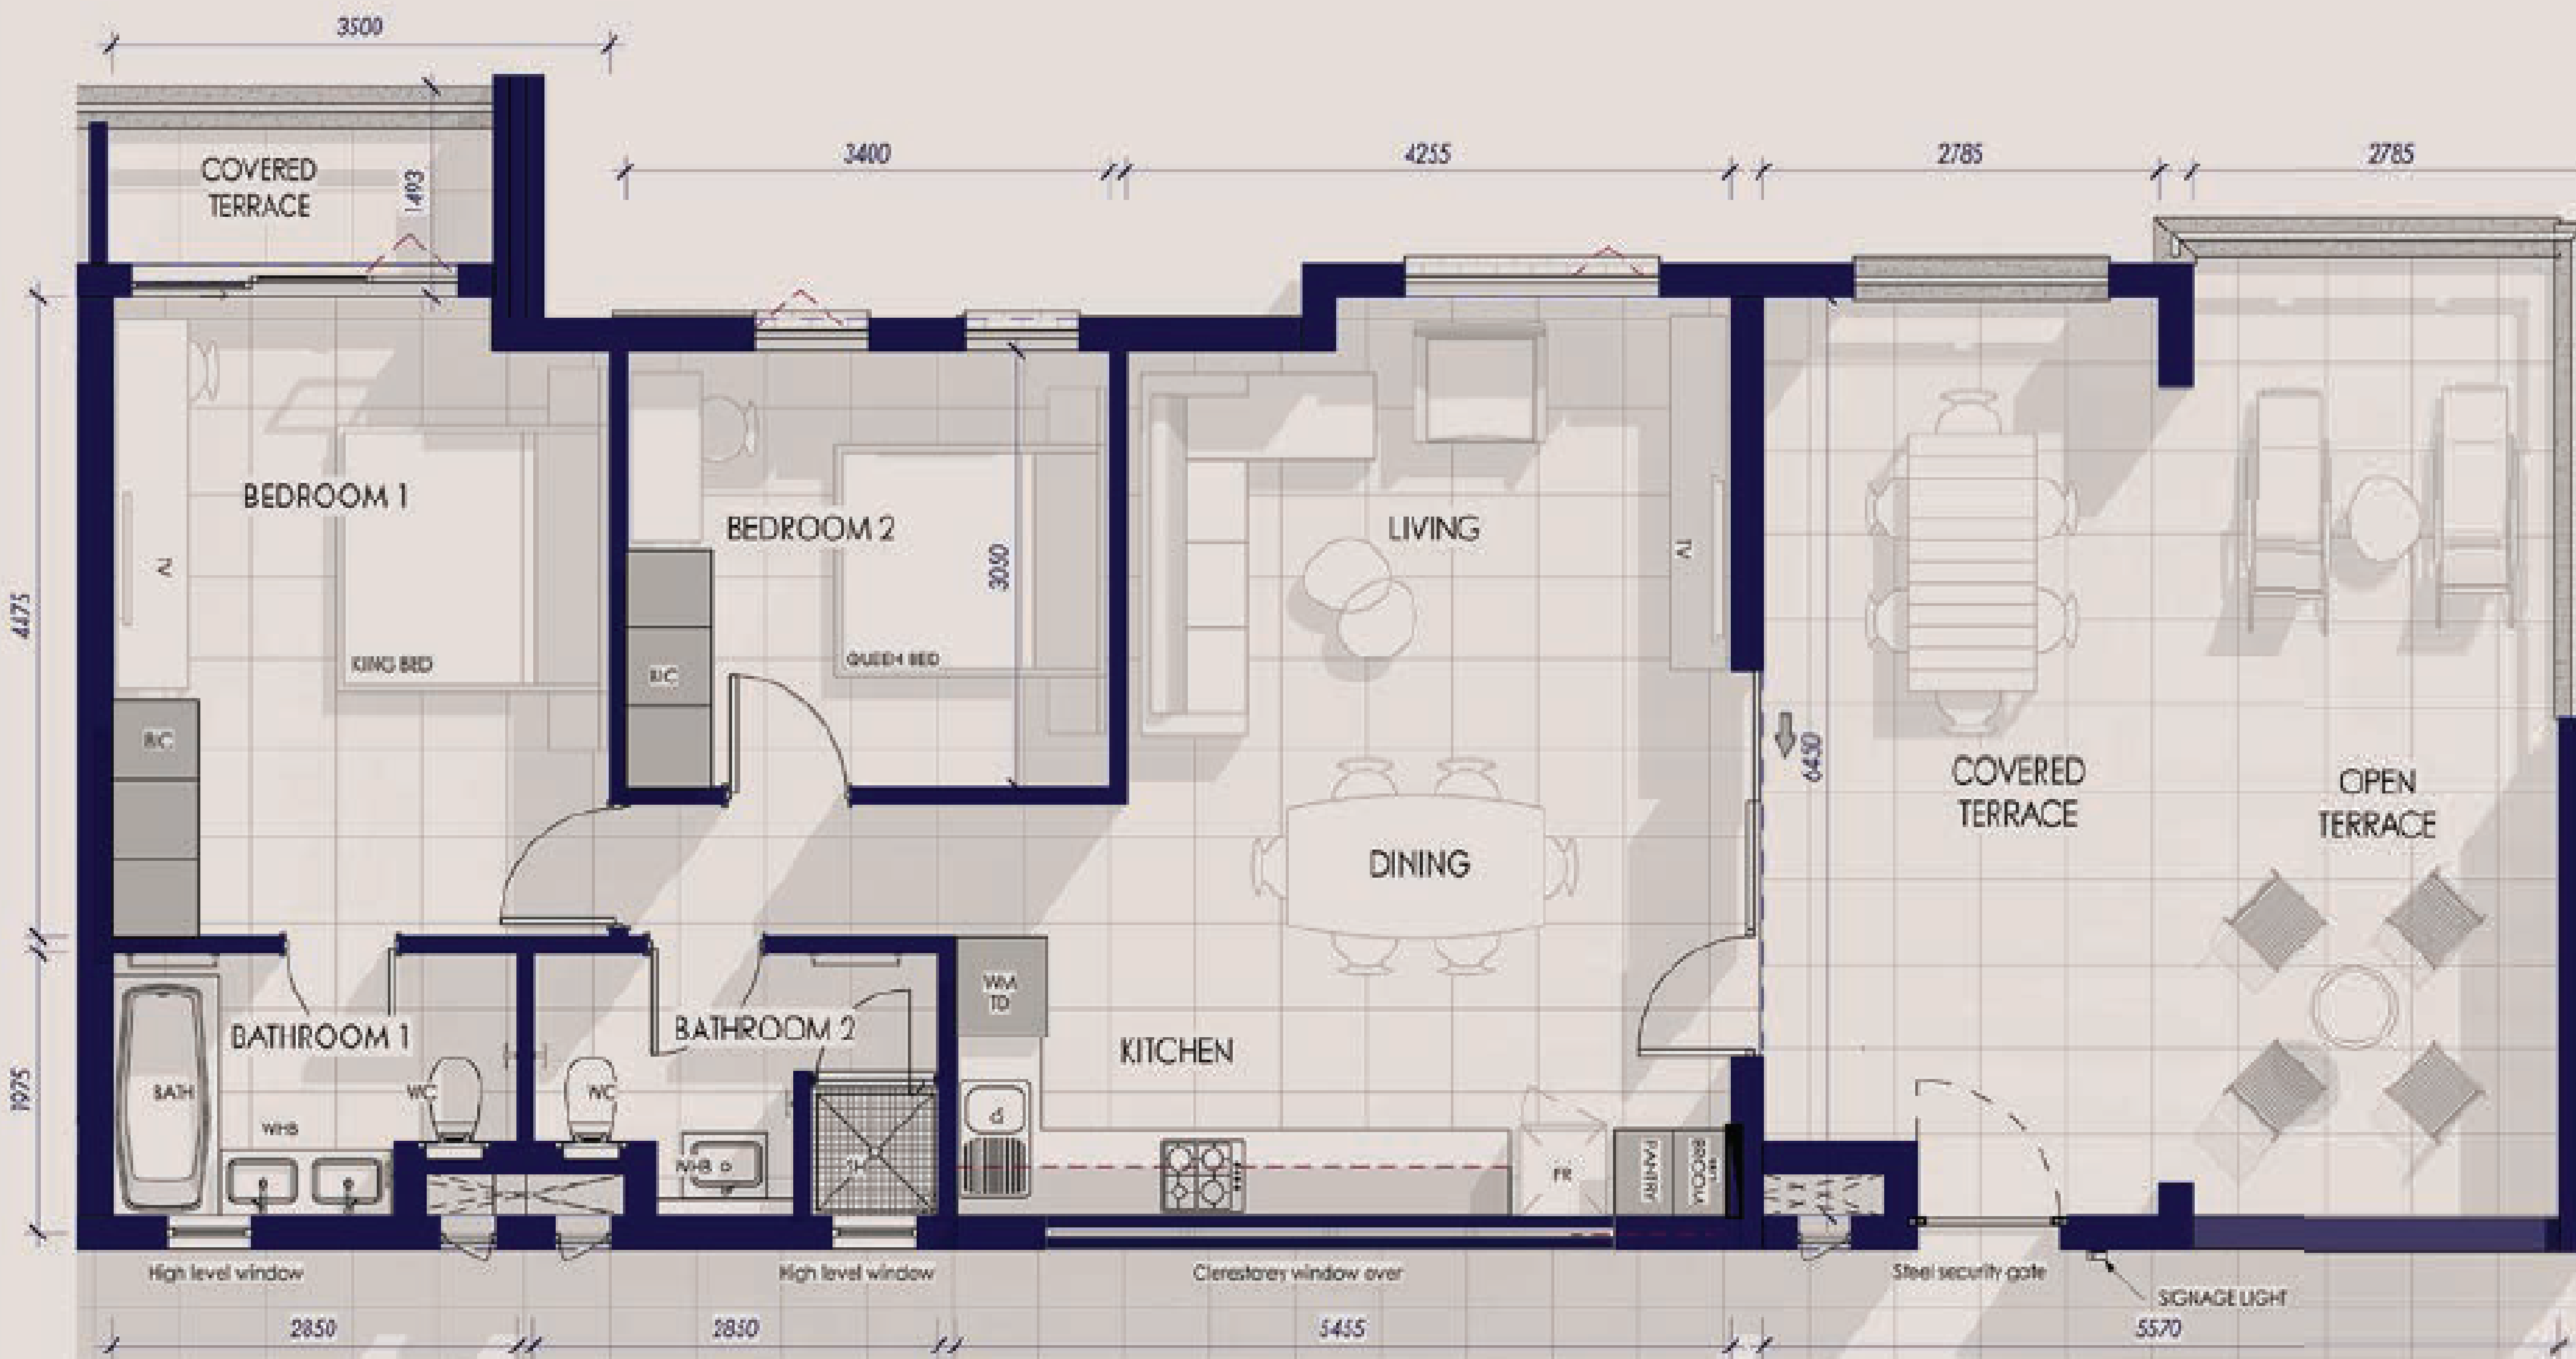 3500
COVERED
TERRACE
1493
3400
4255
2785
2785
BEDROOM 1
TV
KING BED
BIC
4475
BEDROOM 2
3050
BIC
QUEEN BED
LIVING
TV
DINING
6450
COVERED
TERRACE
OPEN
TERRACE
BATHROOM 1
BATH
WHB
WC
1975
BATHROOM 2
WC
WHB
SH
WM
TD
KITCHEN
FR
PANTRY
BROOM
High level window
High level window
Clerestorey window over
Steel security gate
SIGNAGE LIGHT
2850
2850
5455
5570